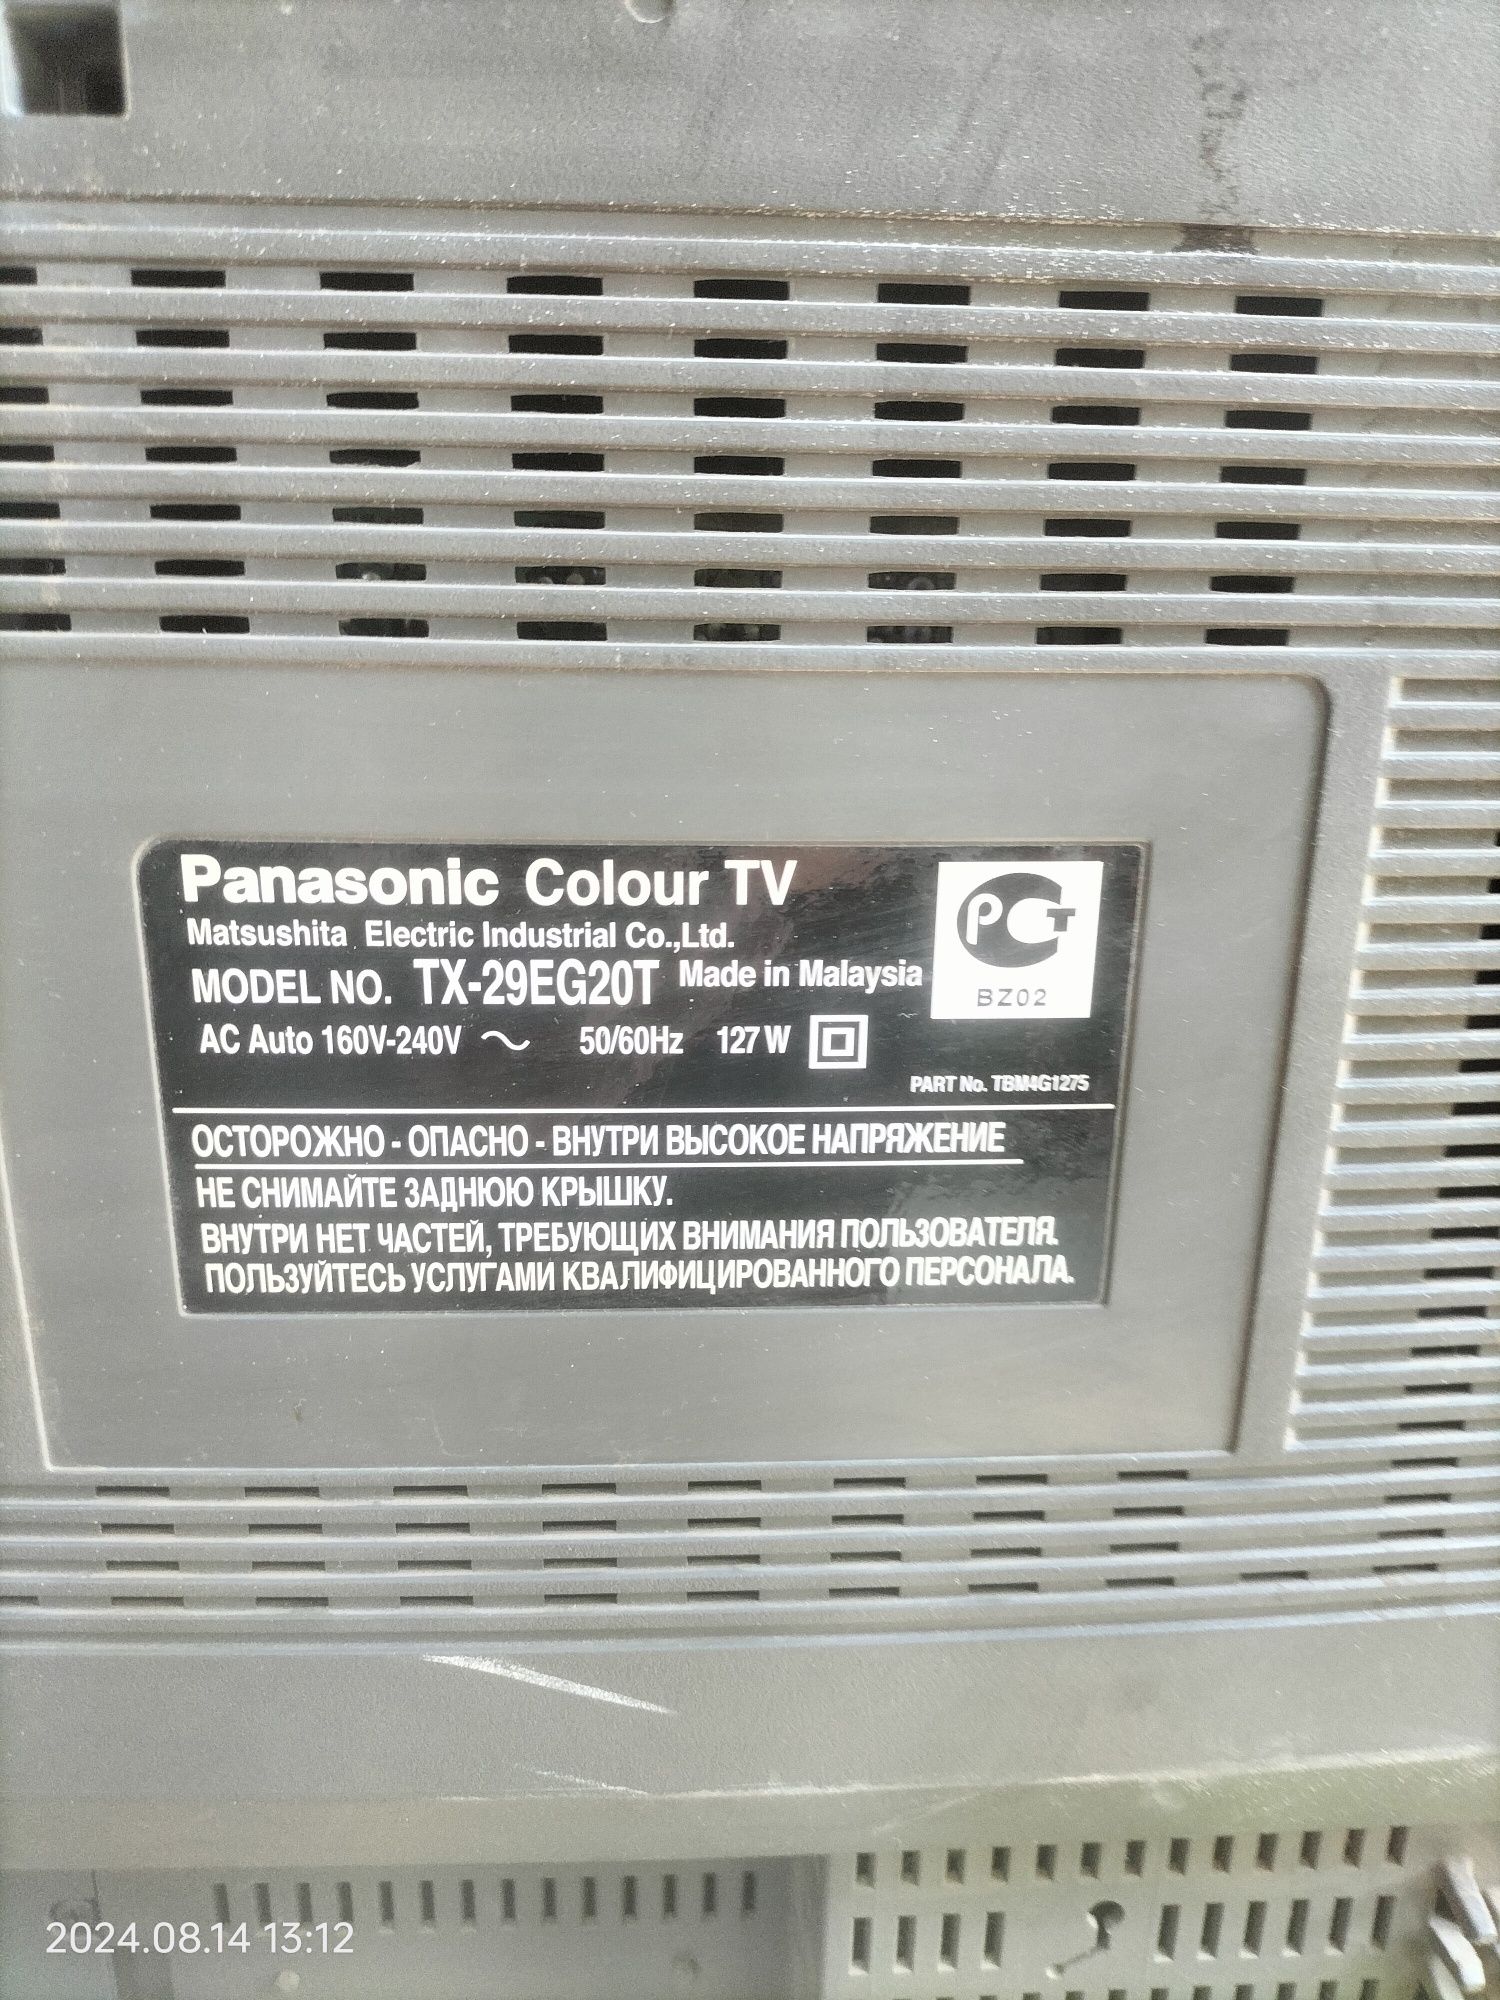 Panasonic Colour TV
Matsushita Electric Industrial Co.,Ltd.
MODEL NO. TX-29EG20T Made in Malaysia
РСТ
BZ02
AC Auto 160V-240V ~ 50/60Hz 127 W
PART No. TBM4G1275
ОСТОРОЖНО - ОПАСНО - ВНУТРИ ВЫСОКОЕ НАПРЯЖЕНИЕ
НЕ СНИМАЙТЕ ЗАДНЮЮ КРЫШКУ.
ВНУТРИ НЕТ ЧАСТЕЙ, ТРЕБУЮЩИХ ВНИМАНИЯ ПОЛЬЗОВАТЕЛЯ.
ПОЛЬЗУЙТЕСЬ УСЛУГАМИ КВАЛИФИЦИРОВАННОГО ПЕРСОНАЛА.
2024.08.14 13:12